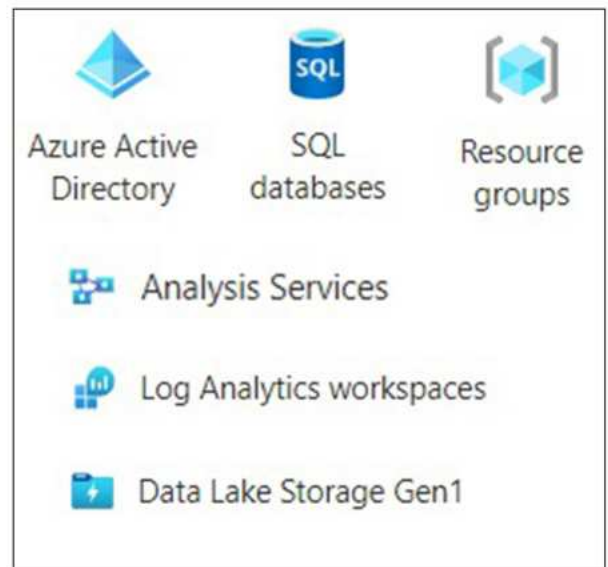 SQL
Azure Active
Directory
SQL
databases
Resource
groups
Analysis Services
Log Analytics workspaces
Data Lake Storage Gen1